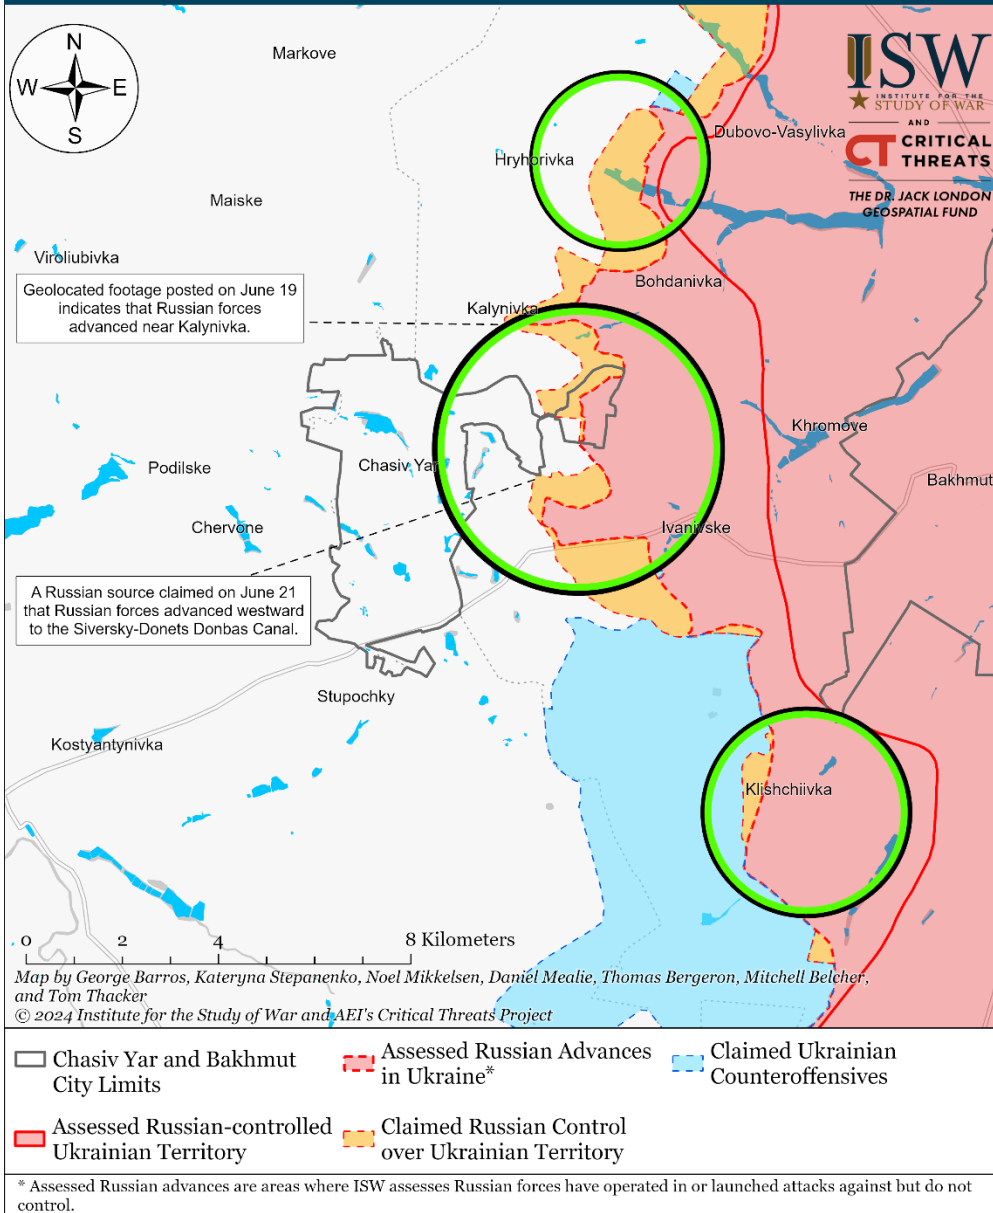 N
W
E
S
Markove
ISW
INSTITUTE FOR THE
STUDY OF WAR
AND
CT CRITICAL
THREATS
THE DR. JACK LONDON
GEOSPATIAL FUND
Dubovo-Vasylivka
Hryhorivka
Maiske
Viroliubivka
Bohdanivka
Geolocated footage posted on June 19
indicates that Russian forces
advanced near Kalynivka.
Kalynivka
Khromove
Podilske
Chasiv Yar
Bakhmut
Chervone
Ivanivske
A Russian source claimed on June 21
that Russian forces advanced westward
to the Siversky-Donets Donbas Canal.
Stupochky
Kostyantynivka
Klishchiivka
0 2 4 8 Kilometers
Map by George Barros, Kateryna Stepanenko, Noel Mikkelsen, Daniel Mealie, Thomas Bergeron, Mitchell Belcher,
and Tom Thacker
© 2024 Institute for the Study of War and AEI's Critical Threats Project
Chasiv Yar and Bakhmut
City Limits
Assessed Russian Advances
in Ukraine*
Claimed Ukrainian
Counteroffensives
Assessed Russian-controlled
Ukrainian Territory
Claimed Russian Control
over Ukrainian Territory
* Assessed Russian advances are areas where ISW assesses Russian forces have operated in or launched attacks against but do not
control.